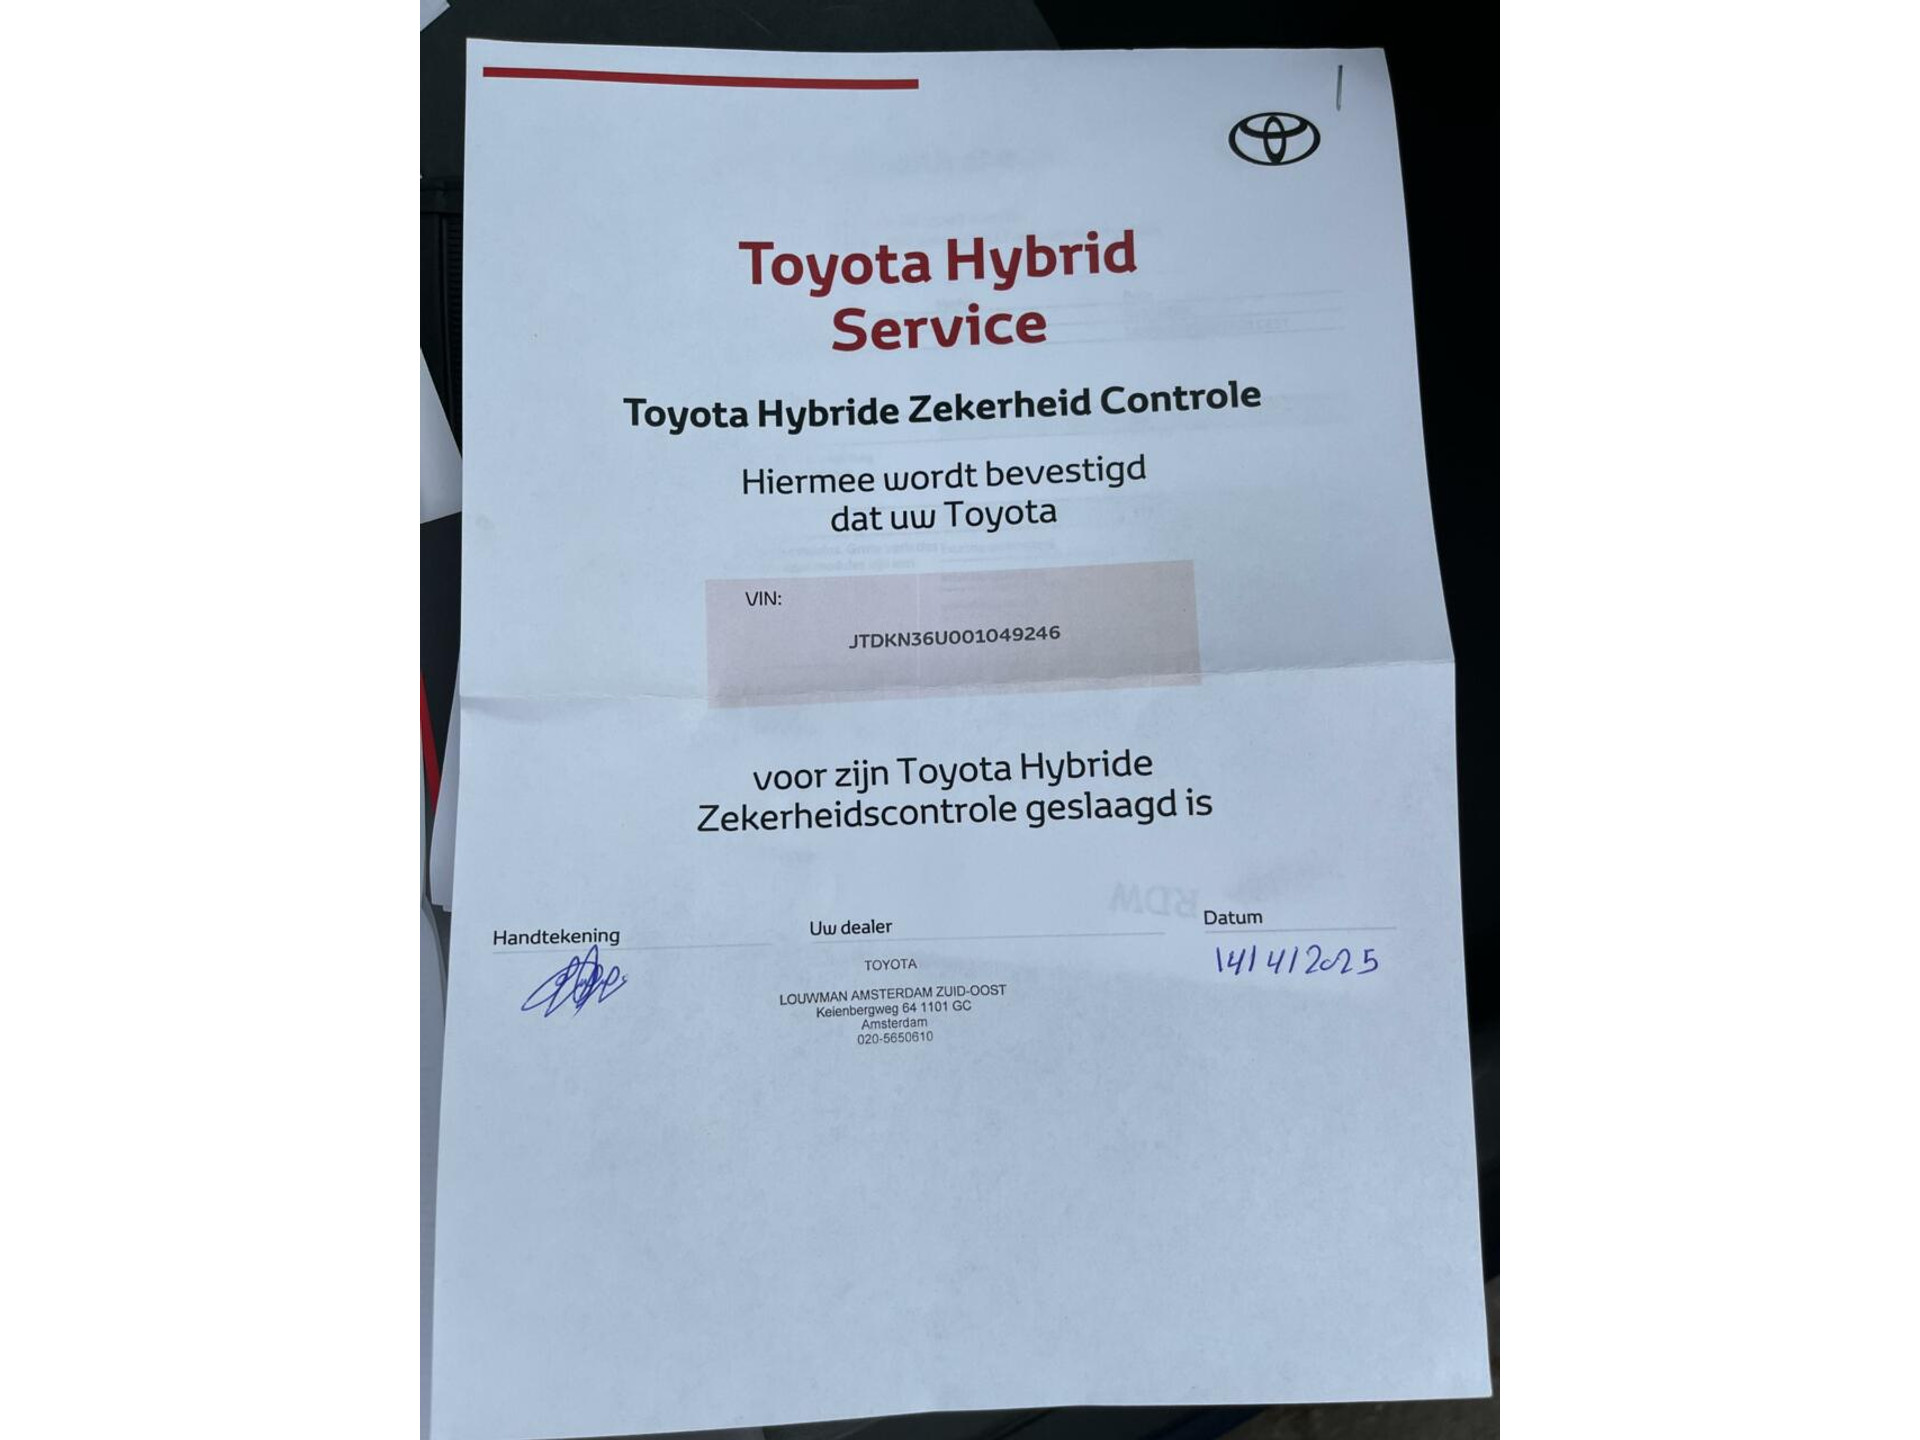 Toyota Hybrid
Service
Toyota Hybride Zekerheid Controle
Hiermee wordt bevestigd
dat uw Toyota
VIN:
JTDKN36U001049246
voor zijn Toyota Hybride
Zekerheidscontrole geslaagd is
Handtekening
Uw dealer
Datum
TOYOTA
LOUWMAN AMSTERDAM ZUID-OOST
Keienbergweg 64 1101 GC
Amsterdam
020-5650610
14/4/2025